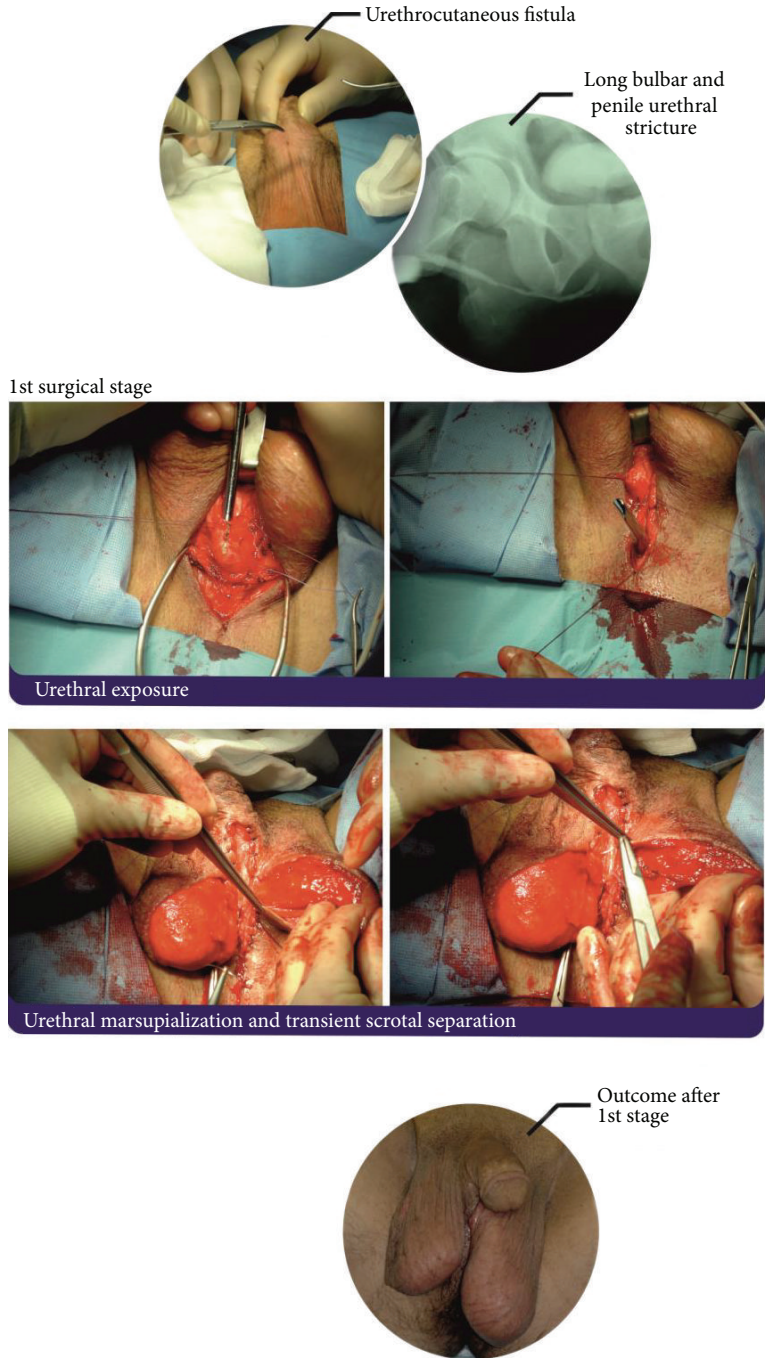 Urethrocutaneous fistula
Long bulbar and
penile urethral
stricture
1st surgical stage
Urethral exposure
Urethral marsupialization and transient scrotal separation
Outcome after
1st stage